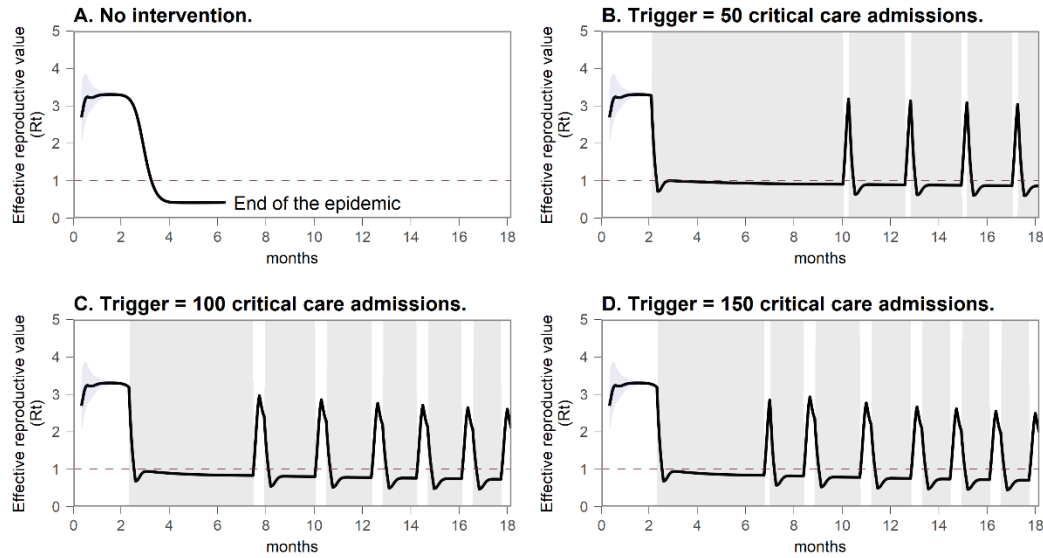 A. No intervention.
Effective reproductive value
(Rt)
5
4
3
2
1
0
End of the epidemic
0 2 4 6 8 10 12 14 16 18
months
B. Trigger = 50 critical care admissions.
Effective reproductive value
(Rt)
5
4
3
2
1
0
0 2 4 6 8 10 12 14 16 18
months
C. Trigger = 100 critical care admissions.
Effective reproductive value
(Rt)
5
4
3
2
1
0
0 2 4 6 8 10 12 14 16 18
months
D. Trigger = 150 critical care admissions.
Effective reproductive value
(Rt)
5
4
3
2
1
0
0 2 4 6 8 10 12 14 16 18
months